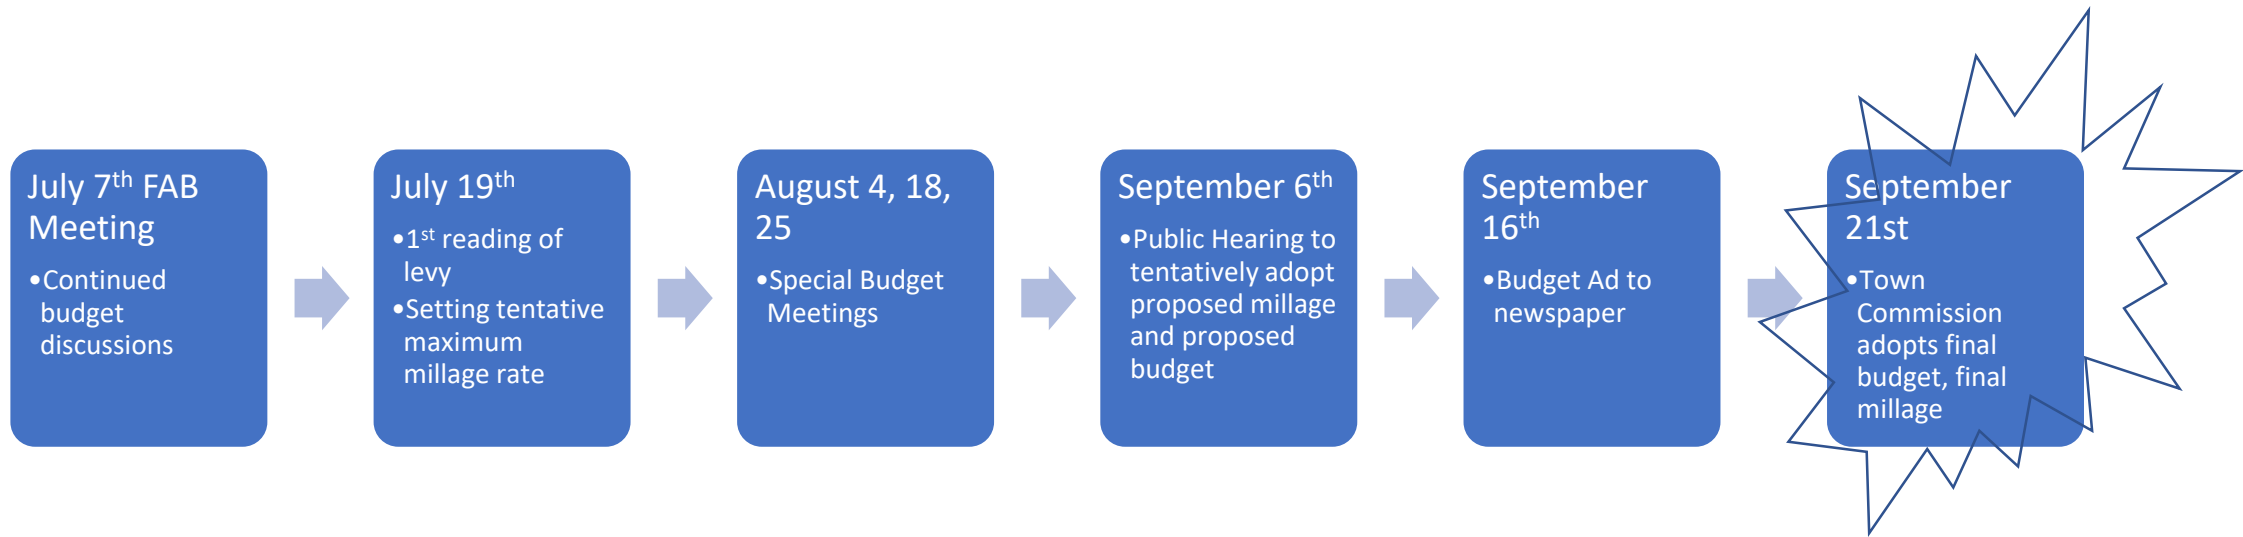 July 7th FAB
Meeting
•Continued
budget
discussions
July 19th
•1st reading of
levy
•Setting tentative
maximum
millage rate
August 4, 18,
25
•Special Budget
Meetings
September 6th
•Public Hearing to
tentatively adopt
proposed millage
and proposed
budget
September
16th
•Budget Ad to
newspaper
September
21st
•Town
Commission
adopts final
budget, final
millage